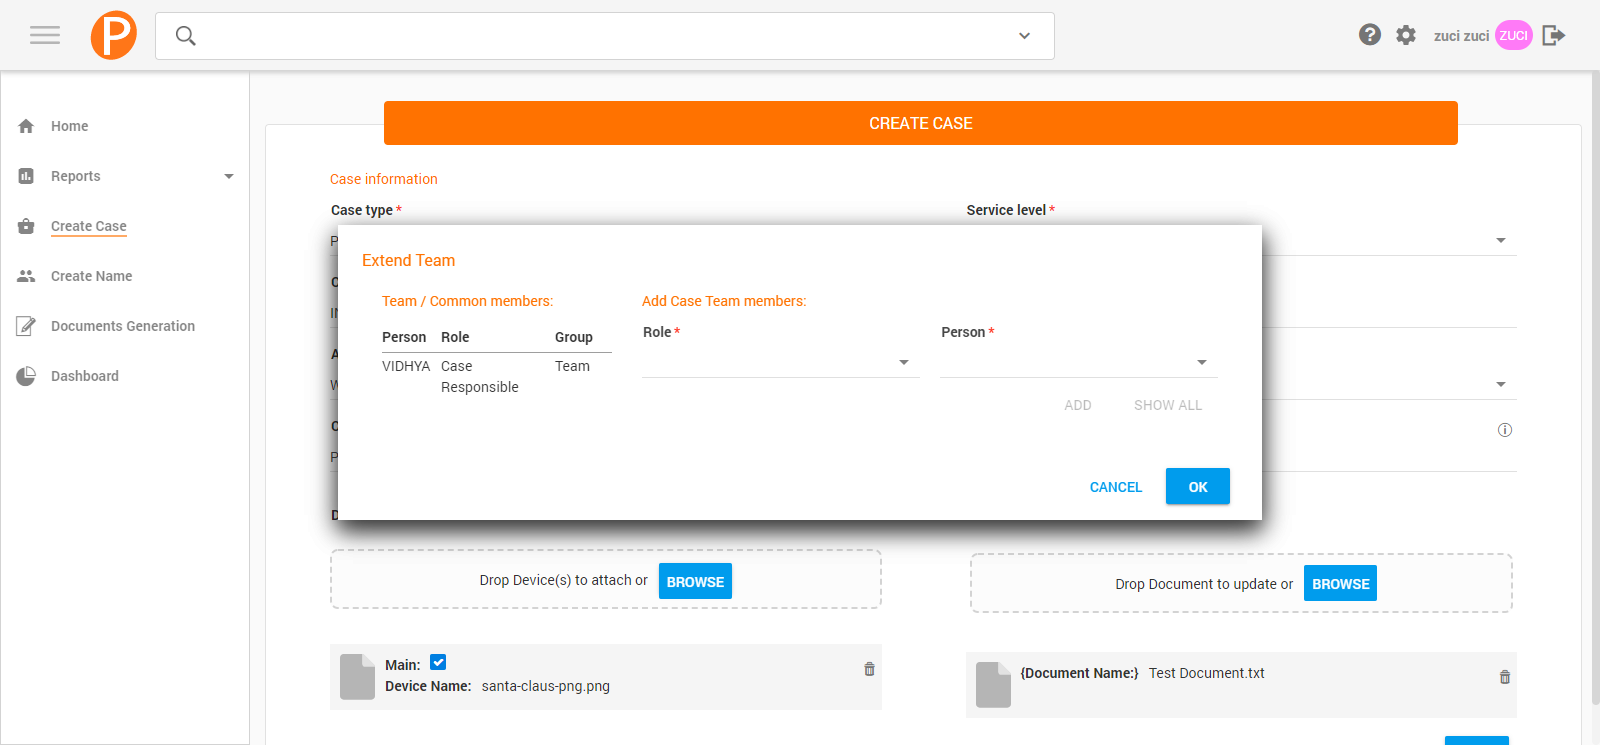 P
zuci zuci
ZUCI
Home
Reports
Create Case
Create Name
Documents Generation
Dashboard
CREATE CASE
Case information
Case type *
Service level *
Extend Team
Team / Common members:
Add Case Team members:
Person Role Group
VIDHYA Case Responsible Team
Role *
Person *
ADD
SHOW ALL
CANCEL
OK
Drop Device(s) to attach or BROWSE
Drop Document to update or BROWSE
Main:
Device Name: santa-claus-png.png
{Document Name:} Test Document.txt